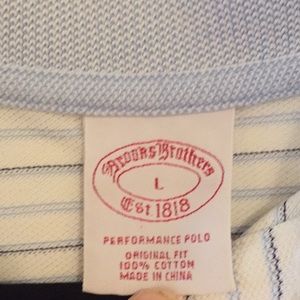 Brooks Brothers
L
Est 1818
PERFORMANCE POLO
ORIGINAL FIT
100% COTTON
MADE IN CHINA